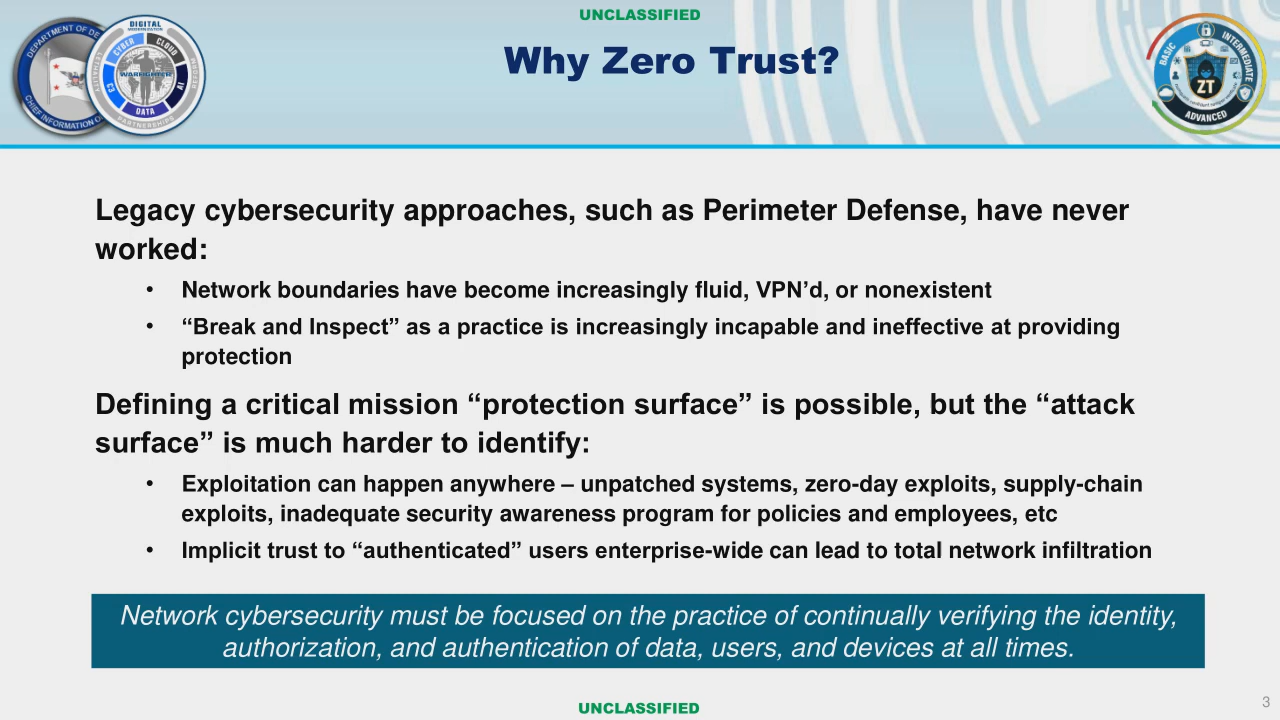 UNCLASSIFIED
Why Zero Trust?
DEPARTMENT OF DE
CHIEF INFORMATION O
DIGITAL
MODERNIZATION
CYBER
CLOUD
WARFIGHTER
C3
AI
DATA
PARTNERSHIPS
BASIC
INTERMEDIATE
ZT
ADVANCED
Legacy cybersecurity approaches, such as Perimeter Defense, have never
worked:
• Network boundaries have become increasingly fluid, VPN’d, or nonexistent
• “Break and Inspect” as a practice is increasingly incapable and ineffective at providing
protection
Defining a critical mission “protection surface” is possible, but the “attack
surface” is much harder to identify:
• Exploitation can happen anywhere – unpatched systems, zero-day exploits, supply-chain
exploits, inadequate security awareness program for policies and employees, etc
• Implicit trust to “authenticated” users enterprise-wide can lead to total network infiltration
Network cybersecurity must be focused on the practice of continually verifying the identity,
authorization, and authentication of data, users, and devices at all times.
UNCLASSIFIED
3